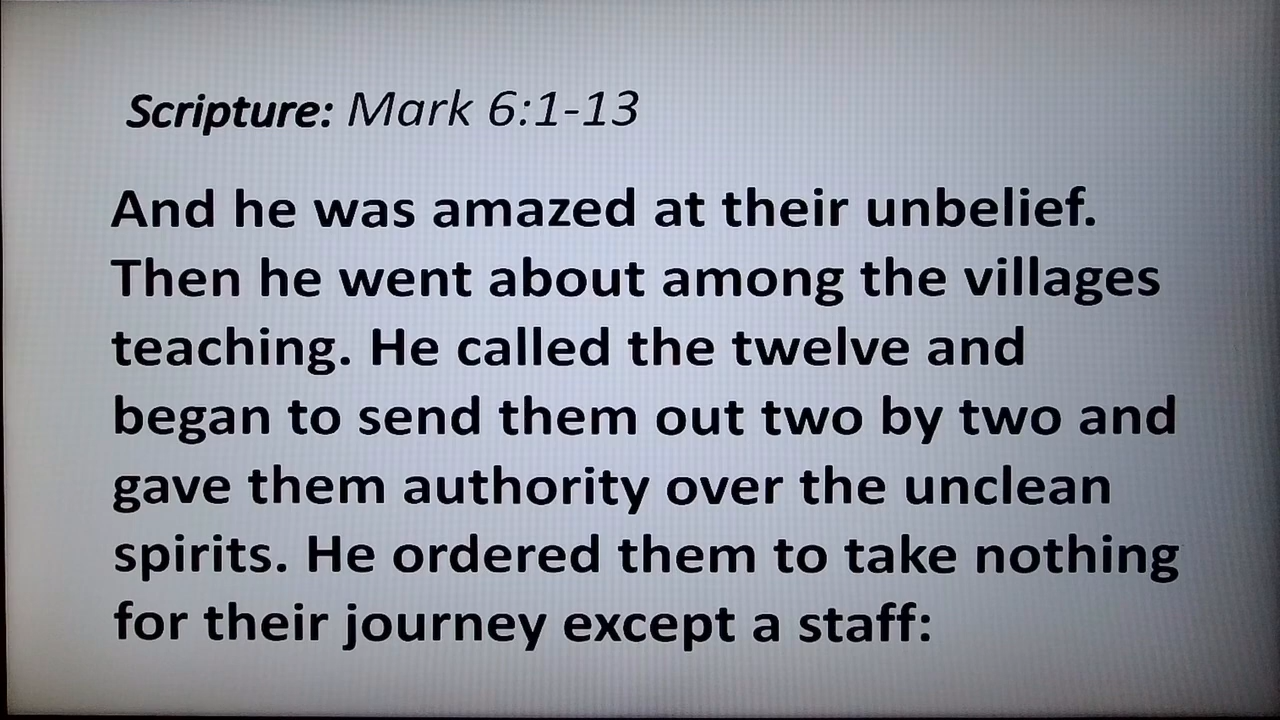 Scripture: Mark 6:1-13
And he was amazed at their unbelief.
Then he went about among the villages
teaching. He called the twelve and
began to send them out two by two and
gave them authority over the unclean
spirits. He ordered them to take nothing
for their journey except a staff: